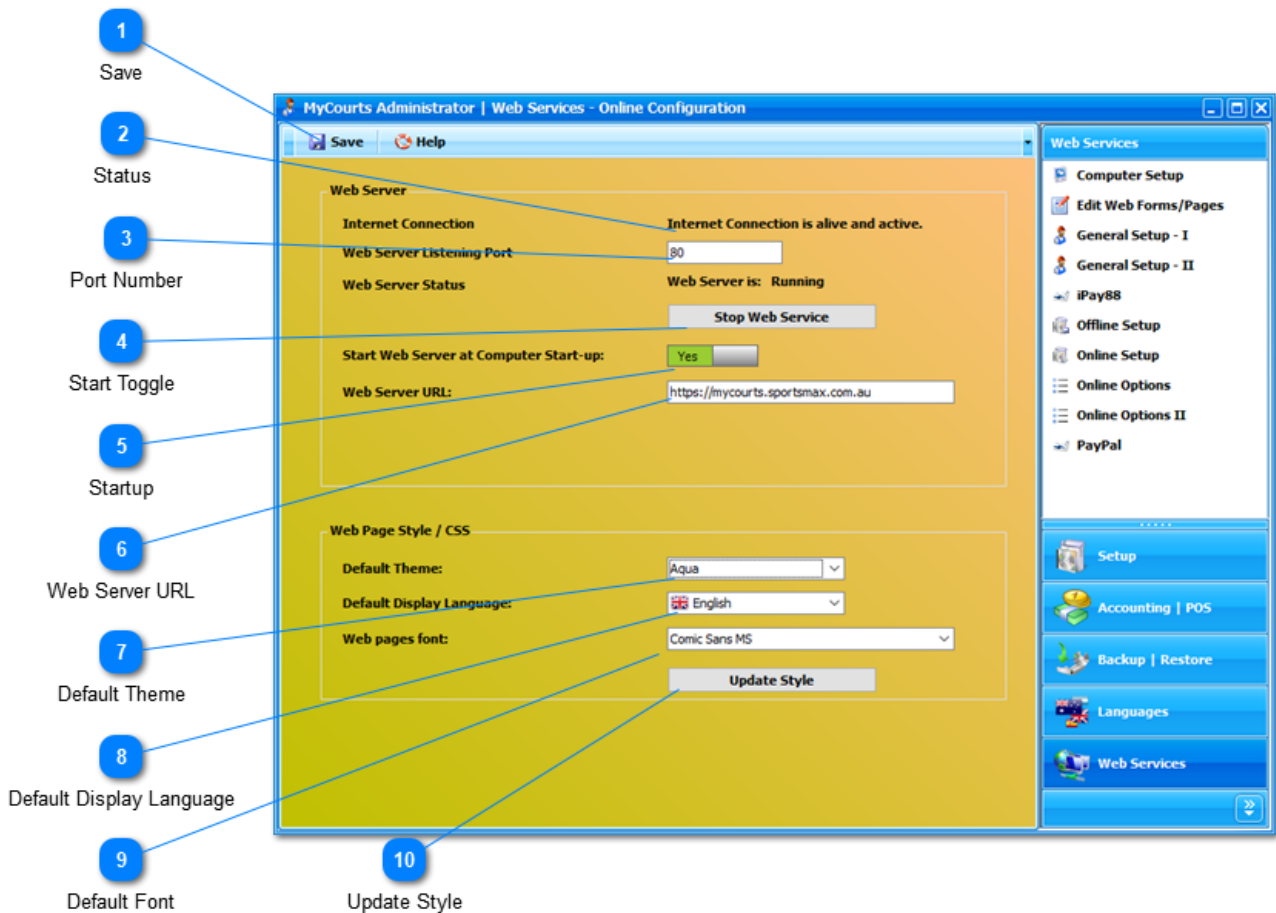 1
Save
2
Status
3
Port Number
4
Start Toggle
5
Startup
6
Web Server URL
7
Default Theme
8
Default Display Language
9
Default Font
10
Update Style
MyCourts Administrator | Web Services - Online Configuration
Save Help
Web Server
Internet Connection Internet Connection is alive and active.
Web Server Listening Port 80
Web Server Status Web Server is: Running
Stop Web Service
Start Web Server at Computer Start-up: Yes
Web Server URL: https://mycourts.sportsmax.com.au
Web Page Style / CSS
Default Theme: Aqua
Default Display Language: English
Web pages font: Comic Sans MS
Update Style
Web Services
Computer Setup
Edit Web Forms/Pages
General Setup - I
General Setup - II
iPay88
Offline Setup
Online Setup
Online Options
Online Options II
PayPal
Setup
Accounting | POS
Backup | Restore
Languages
Web Services